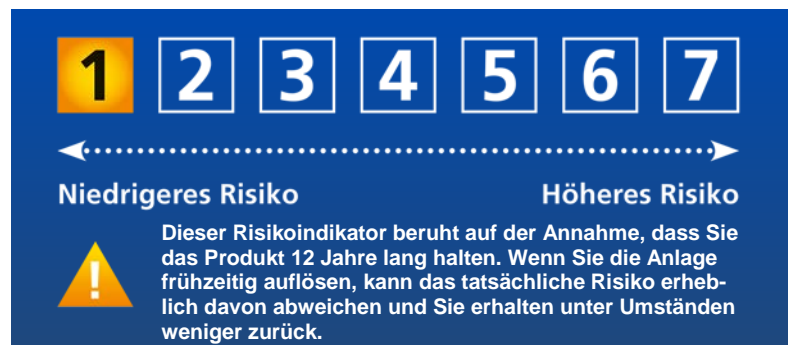 1 2 3 4 5 6 7
Niedrigeres Risiko Höheres Risiko
Dieser Risikoindikator beruht auf der Annahme, dass Sie
das Produkt 12 Jahre lang halten. Wenn Sie die Anlage
frühzeitig auflösen, kann das tatsächliche Risiko erheb-
lich davon abweichen und Sie erhalten unter Umständen
weniger zurück.